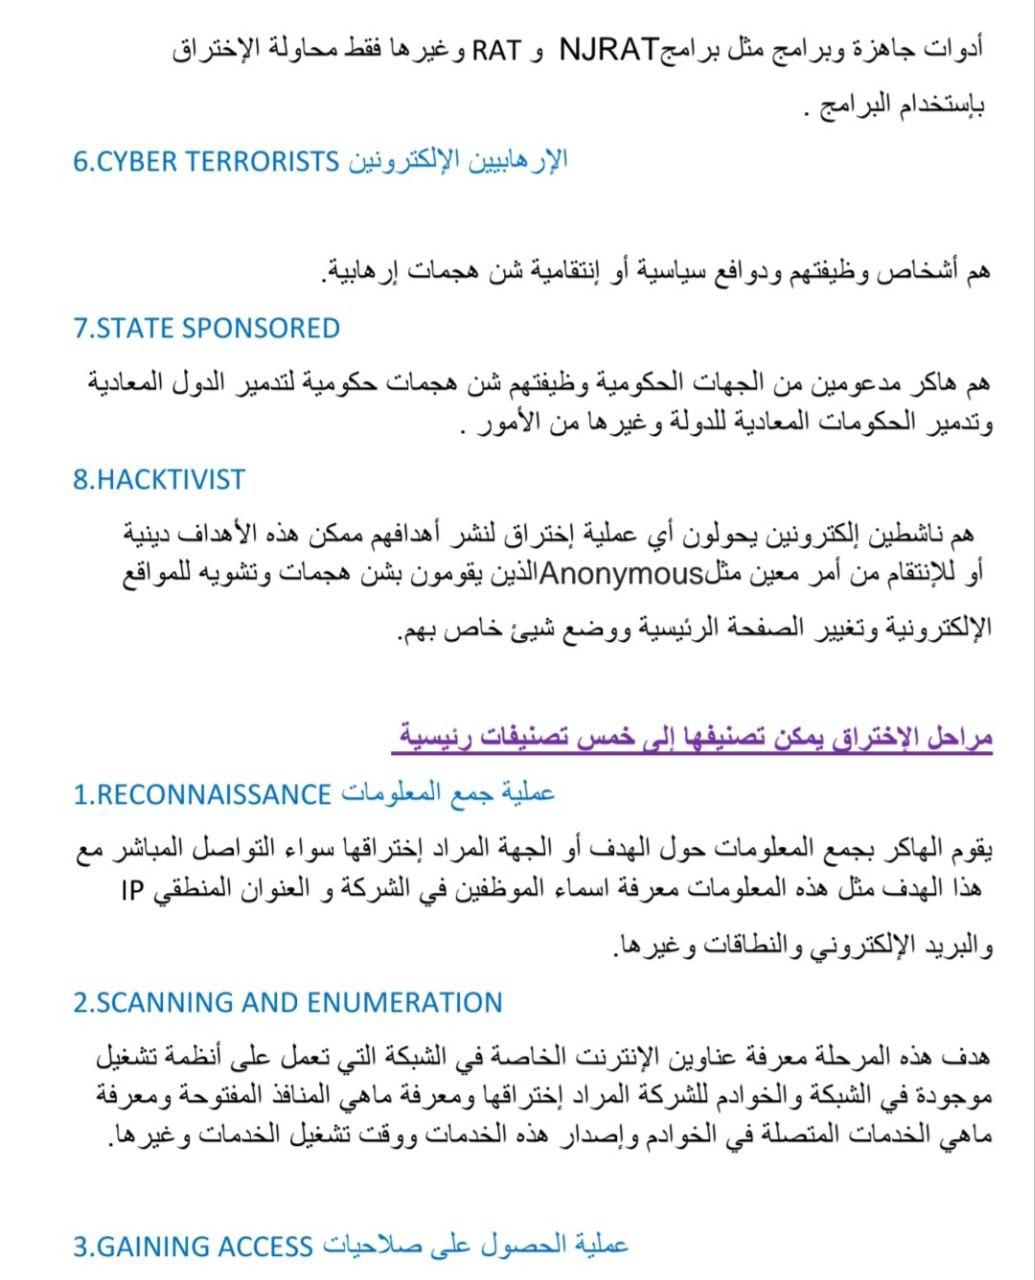 أدوات جاهزة وبرامج مثل برامجNJRAT و RAT وغيرها فقط محاولة الإختراق
بإستخدام البرامج .
6.CYBER TERRORISTS الإرهابيين الإلكترونين
هم أشخاص وظيفتهم ودوافع سياسية أو إنتقامية شن هجمات إرهابية.
7.STATE SPONSORED
هم هاكر مدعومين من الجهات الحكومية وظيفتهم شن هجمات حكومية لتدمير الدول المعادية
وتدمير الحكومات المعادية للدولة وغيرها من الأمور .
8.HACKTIVIST
هم ناشطين إلكترونين يحولون أي عملية إختراق لنشر أهدافهم ممكن هذه الأهداف دينية
أو للإنتقام من أمر معين مثلAnonymousالذين يقومون بشن هجمات وتشويه للمواقع
الإلكترونية وتغيير الصفحة الرئيسية ووضع شيئ خاص بهم.
مراحل الإختراق يمكن تصنيفها إلى خمس تصنيفات رئيسية
1.RECONNAISSANCE عملية جمع المعلومات
يقوم الهاكر بجمع المعلومات حول الهدف أو الجهة المراد إختراقها سواء التواصل المباشر مع
هذا الهدف مثل هذه المعلومات معرفة اسماء الموظفين في الشركة و العنوان المنطقي IP
والبريد الإلكتروني والنطاقات وغيرها.
2.SCANNING AND ENUMERATION
هدف هذه المرحلة معرفة عناوين الإنترنت الخاصة في الشبكة التي تعمل على أنظمة تشغيل
موجودة في الشبكة والخوادم للشركة المراد إختراقها ومعرفة ماهي المنافذ المفتوحة ومعرفة
ماهي الخدمات المتصلة في الخوادم وإصدار هذه الخدمات ووقت تشغيل الخدمات وغيرها.
3.GAINING ACCESS عملية الحصول على صلاحيات